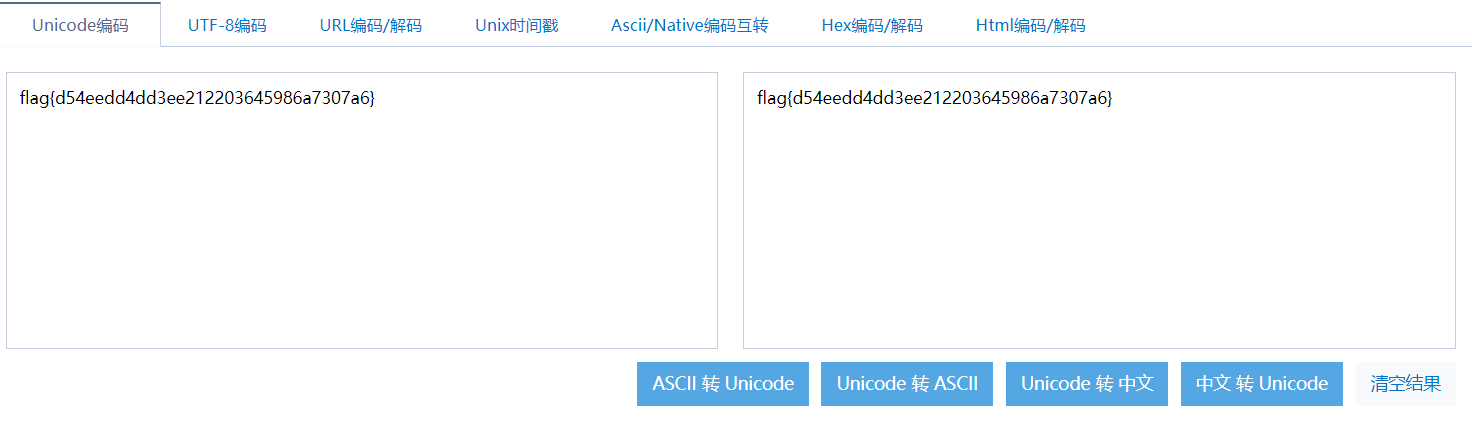 Unicode编码 UTF-8编码 URL编码/解码 Unix时间戳 Ascii/Native编码互转 Hex编码/解码 Html编码/解码
flag{d54eedd4dd3ee212203645986a7307a6} flag{d54eedd4dd3ee212203645986a7307a6}
ASCII 转 Unicode Unicode 转 ASCII Unicode 转 中文 中文 转 Unicode 清空结果